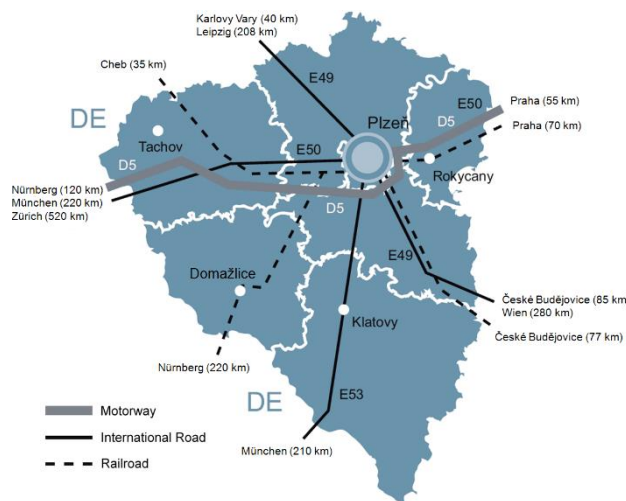 Karlovy Vary (40 km)
Leipzig (208 km)
Cheb (35 km)
E49
DE
Plzeň
E50
Praha (55 km)
D5
Praha (70 km)
Tachov
E50
D5
Rokycany
Nürnberg (120 km)
München (220 km)
Zürich (520 km)
D5
E49
Domažlice
České Budějovice (85 km
Wien (280 km)
Klatovy
České Budějovice (77 km)
Nürnberg (220 km)
DE
E53
Motorway
International Road
München (210 km)
Railroad